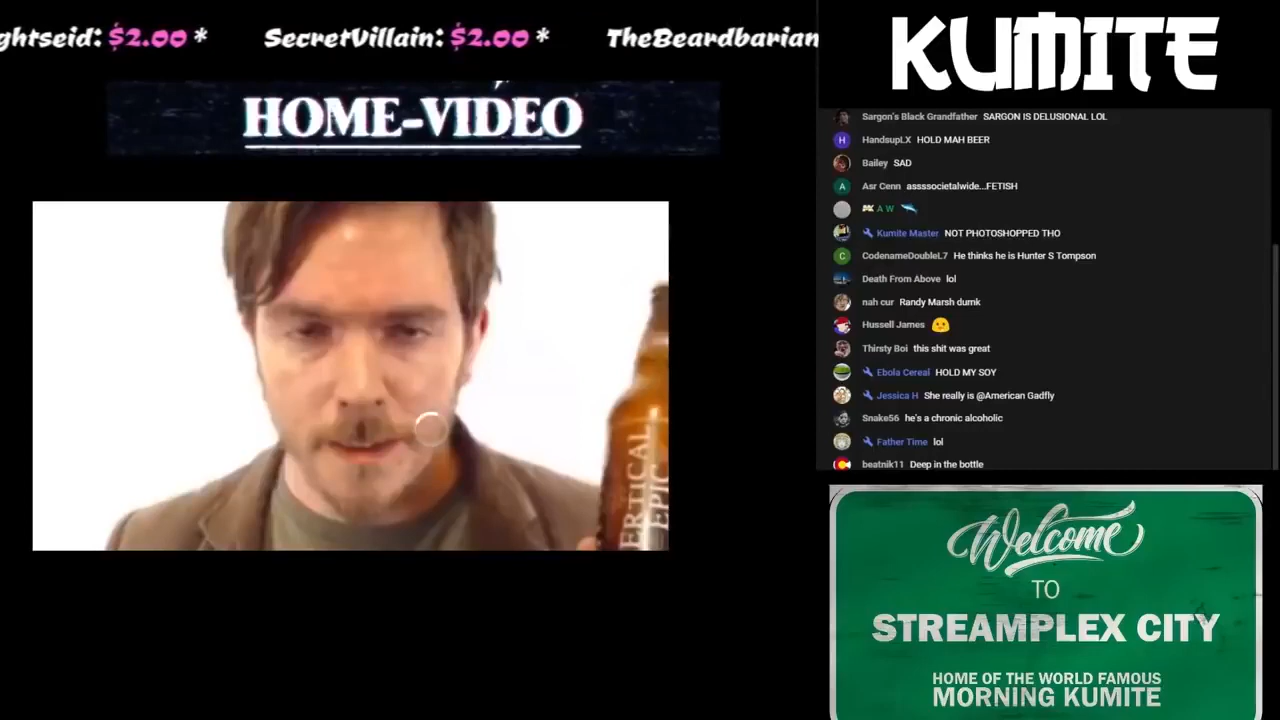 ghtseid: $2.00 * SecretVillain: $2.00 * TheBeardbarian
HOME-VIDEO
ERTICAL
EPIC
KUMITE
Sargon's Black Grandfather SARGON IS DELUSIONAL LOL
H HandsupLX HOLD MAH BEER
Bailey SAD
A Asr Cenn assssocietalwide...FETISH
A W
Kumite Master NOT PHOTOSHOPPED THO
C CodenameDoubleL7 He thinks he is Hunter S Tompson
Death From Above lol
nah cur Randy Marsh dumk
Hussell James
Thirsty Boi this shit was great
Ebola Cereal HOLD MY SOY
Jessica H She really is @American Gadfly
Snake56 he's a chronic alcoholic
Father Time lol
beatnik11 Deep in the bottle
Welcome
TO
STREAMPLEX CITY
HOME OF THE WORLD FAMOUS
MORNING KUMITE